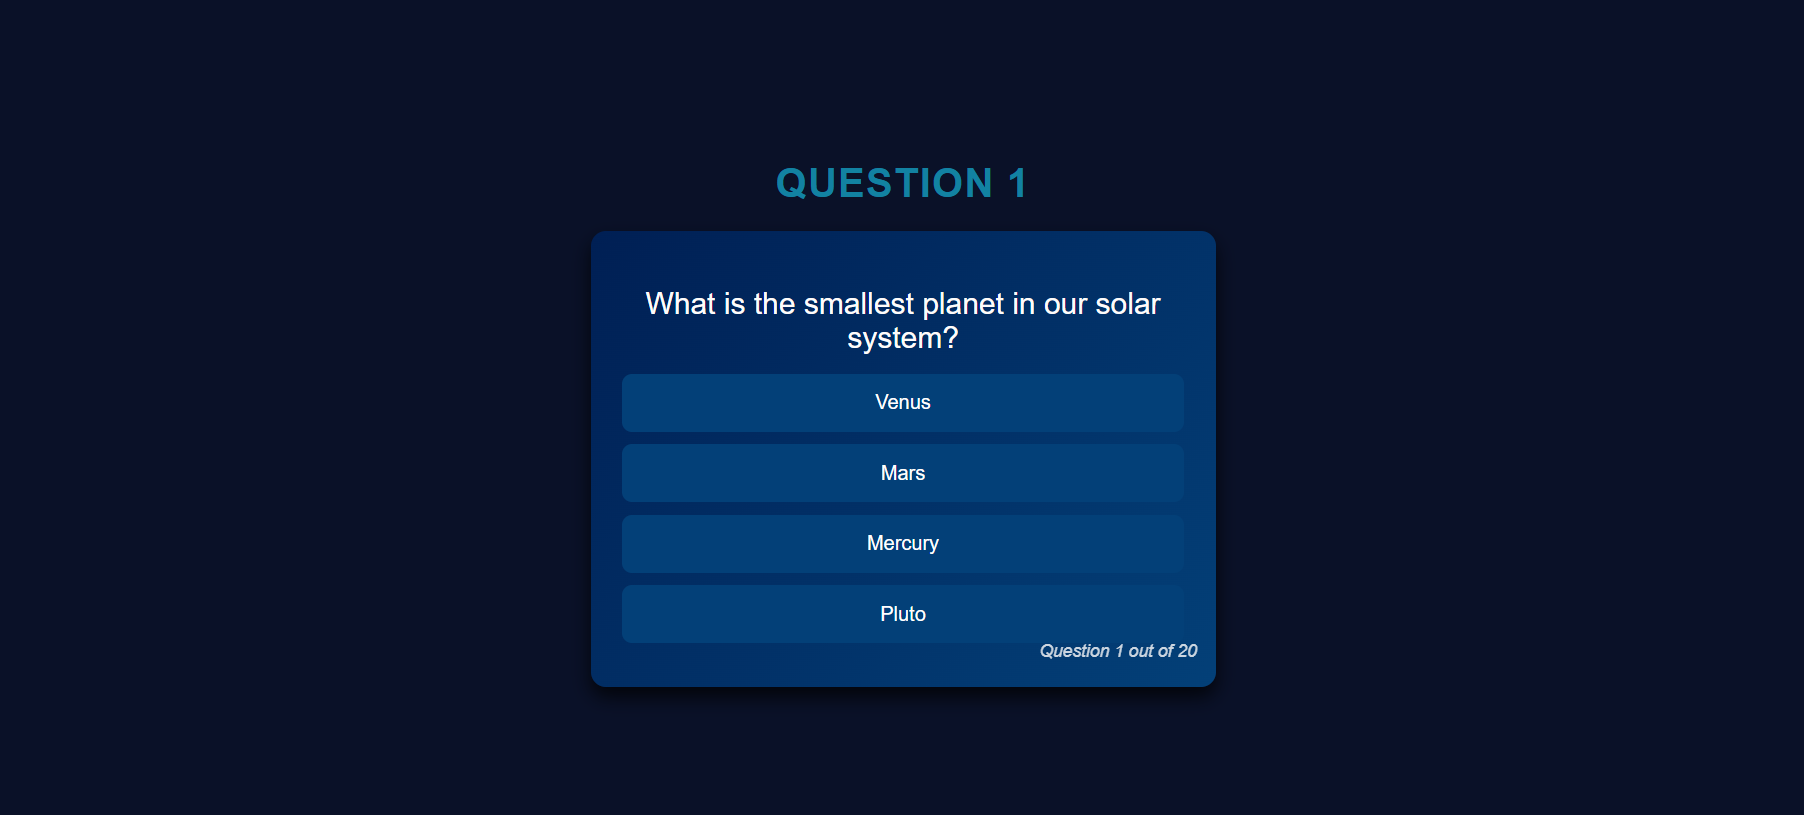 QUESTION 1
What is the smallest planet in our solar
system?
Venus
Mars
Mercury
Pluto
Question 1 out of 20